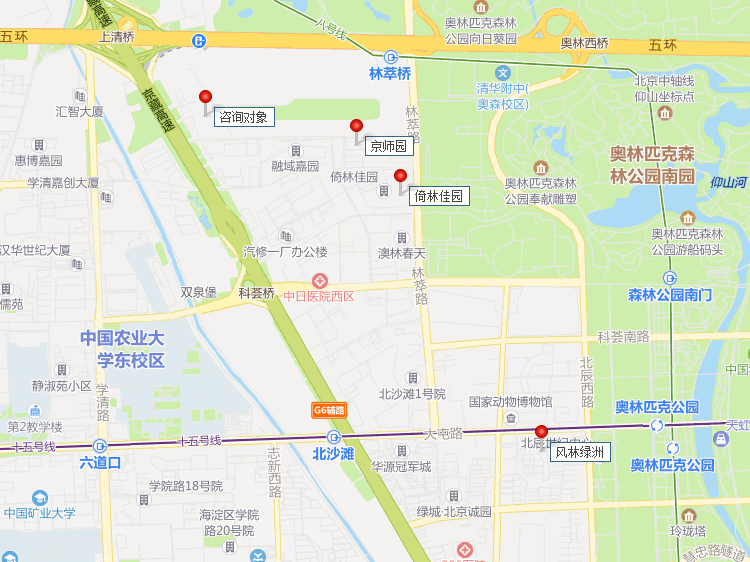 京藏高速
五环
上清桥
八号线
奥林匹克森林
公园向日葵园
奥林西桥
五环
林萃桥
清华附中(
奥森校区)
北京中轴线
仰山坐标点
汇智大厦
京藏高速
咨询对象
林萃路
京师园
惠博嘉园
融域嘉园
奥林匹克森
林公园南园
学清嘉创大厦
倚林佳园
倚林佳园
奥林匹克森林
公园奉献雕塑
仰山河
汉华世纪大厦
汽修一厂办公楼
澳林春天
奥林匹克森林
公园游船码头
林萃路
儒苑
双泉堡
科荟桥
中日医院西区
森林公园南门
中国农业大
学东校区
科荟南路
静淑苑小区
学清路
北沙滩1号院
北辰西路
国家动物博物馆
G6辅路
奥林匹克公园
第2教学楼
十五号线
十五号线
大屯路
天虹
六道口
北沙滩
北辰世纪中心
风林绿洲
志新西路
华源冠军城
奥林匹克公园
学院路18号院
中国矿业大学
海淀区学院
路20号院
绿城·北京诚园
玲珑塔
慧忠路隧道